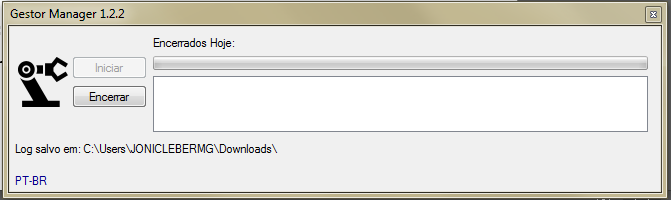 Gestor Manager 1.2.2
Encerrados Hoje:
Iniciar
Encerrar
Log salvo em: C:\Users\JONICLEBERMG\Downloads\
PT-BR